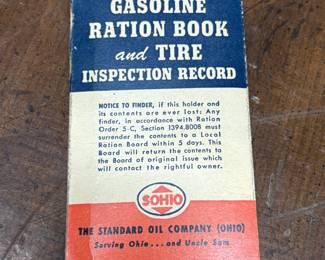 GASOLINE
RATION BOOK
and TIRE
INSPECTION RECORD
NOTICE TO FINDER, if this holder and
its contents are ever lost: Any
finder, in accordance with Ration
Order 5-C, Section 1394.8008 must
surrender the contents to a Local
Ration Board within 5 days. This
Board will return the contents to
the Board of original issue which
will contact the rightful owner.
SOHIO
THE STANDARD OIL COMPANY (OHIO)
Serving Ohio...and Uncle Sam